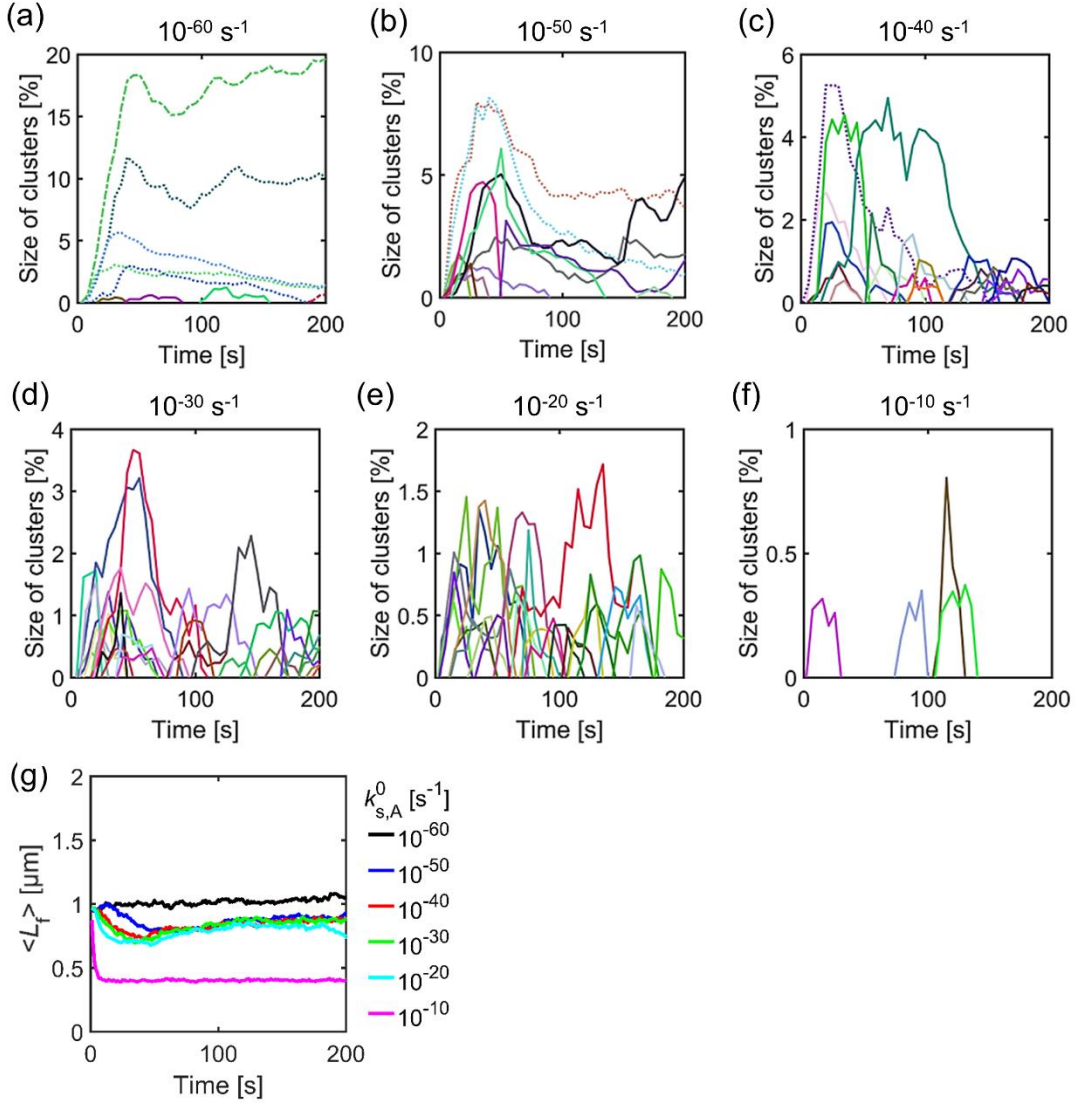 (a)
10-60 s-1
Size of clusters [%]
20
15
10
5
0
0
100
200
Time [s]
(b)
10-50 s-1
Size of clusters [%]
10
5
0
0
100
200
Time [s]
(c)
10-40 s-1
Size of clusters [%]
6
4
2
0
0
100
200
Time [s]
(d)
10-30 s-1
Size of clusters [%]
4
3
2
1
0
0
100
200
Time [s]
(e)
10-20 s-1
Size of clusters [%]
2
1.5
1
0.5
0
0
100
200
Time [s]
(f)
10-10 s-1
Size of clusters [%]
1
0.5
0
0
100
200
Time [s]
(g)
<Lf> [µm]
2
1.5
1
0.5
0
0
100
200
Time [s]
k0s,A [s-1]
10-60
10-50
10-40
10-30
10-20
10-10